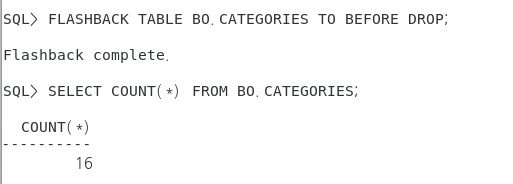 SQL> FLASHBACK TABLE BO.CATEGORIES TO BEFORE DROP;
Flashback complete.
SQL> SELECT COUNT(*) FROM BO.CATEGORIES;
COUNT(*)
----------
16